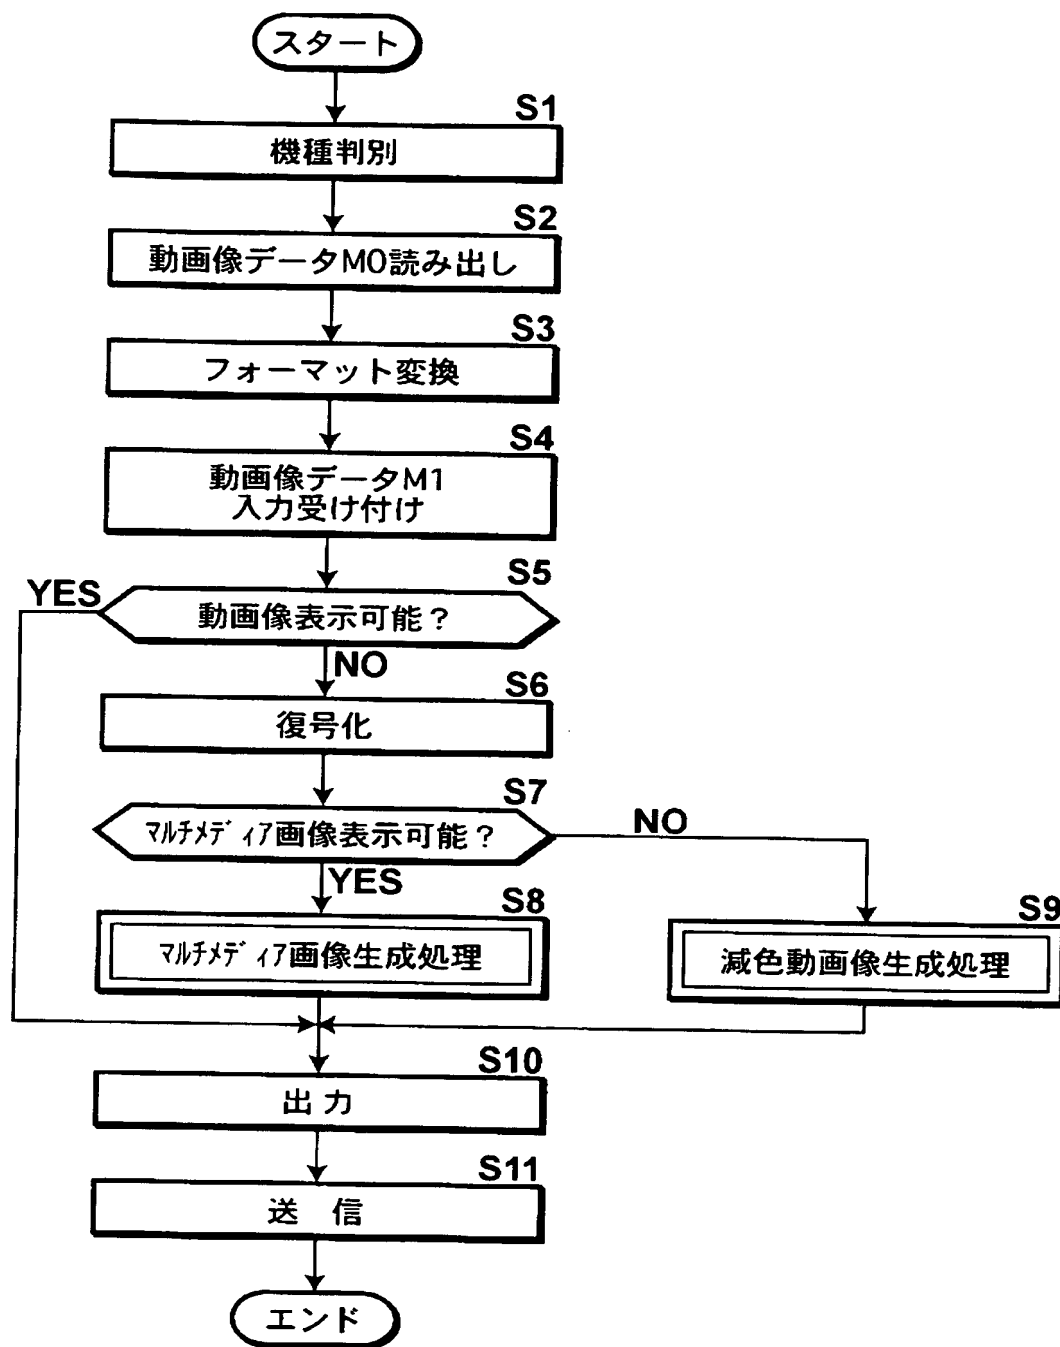 スタート
S1
機種判別
S2
動画像データM0読み出し
S3
フォーマット変換
S4
動画像データM1
入力受け付け
S5
YES
動画像表示可能？
NO
S6
復号化
S7
ﾏﾙﾁﾒﾃﾞｨｱ画像表示可能？
NO
YES
S8
ﾏﾙﾁﾒﾃﾞｨｱ画像生成処理
S9
減色動画像生成処理
S10
出 力
S11
送 信
エンド